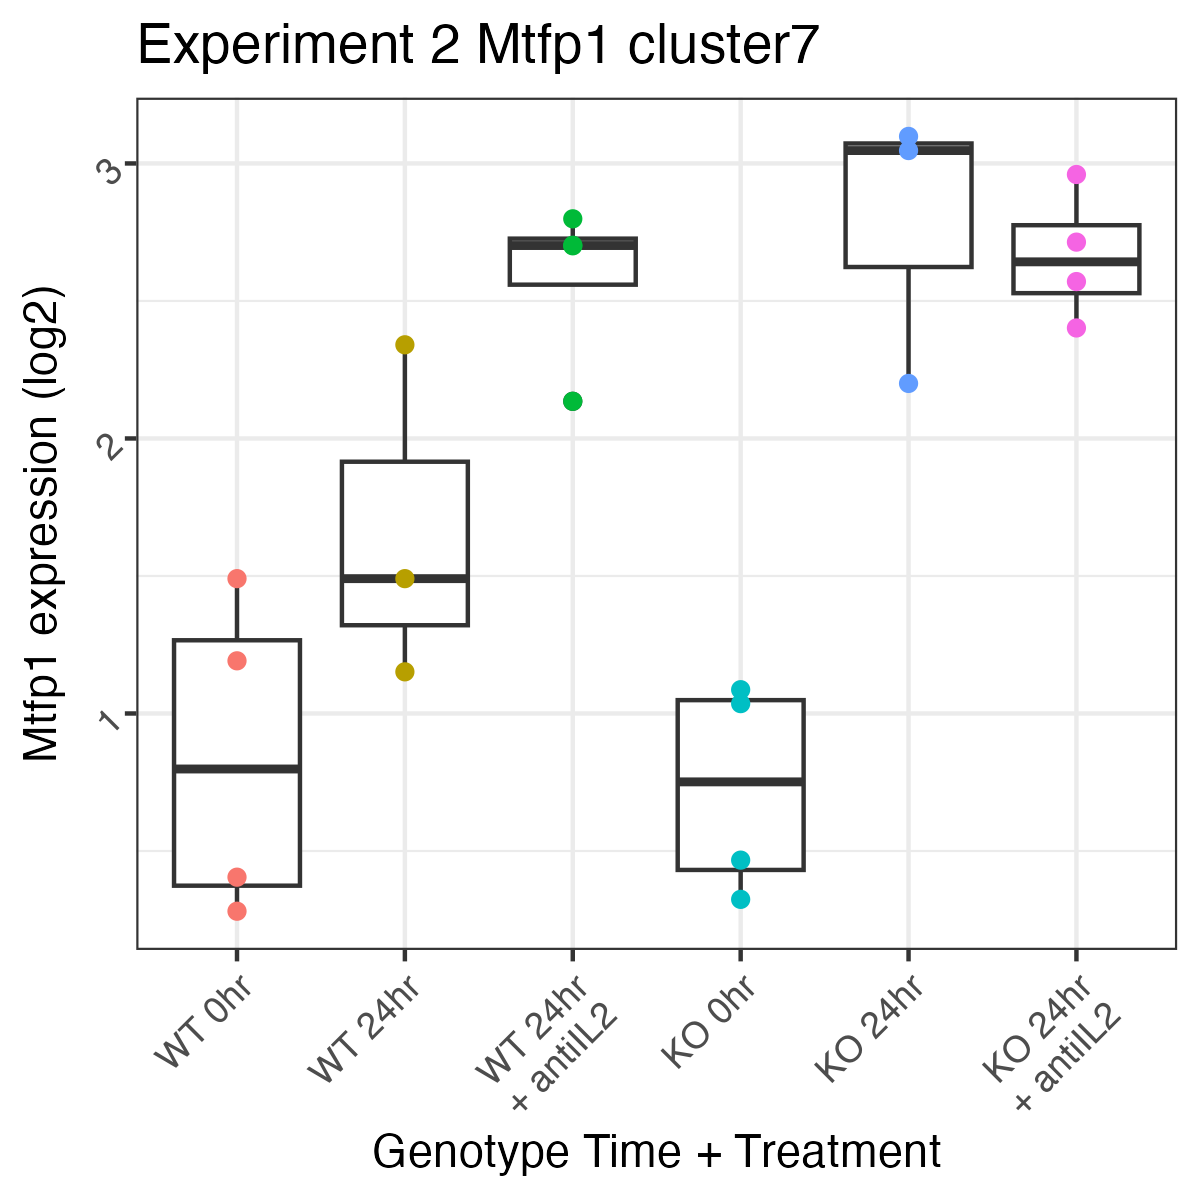 Experiment 2 Mtfp1 cluster7
Mtfp1 expression (log2)
3
2
1
WT 0hr
WT 24hr
WT 24hr
+ antiIL2
KO 0hr
KO 24hr
KO 24hr
+ antiIL2
Genotype Time + Treatment